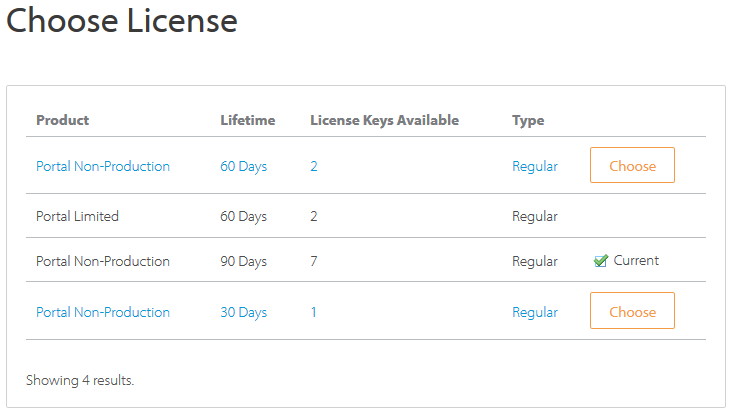 Choose License
Product Lifetime License Keys Available Type
Portal Non-Production 60 Days 2 Regular Choose
Portal Limited 60 Days 2 Regular
Portal Non-Production 90 Days 7 Regular Current
Portal Non-Production 30 Days 1 Regular Choose
Showing 4 results.